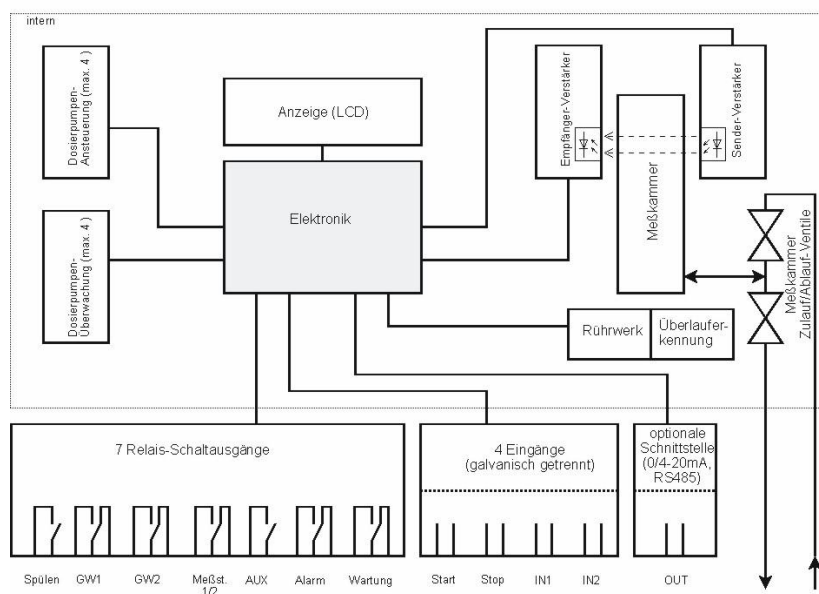 intern
Dosierpumpen-
Ansteuerung (max. 4 )
Anzeige (LCD)
Empfänger-Verstärker
Sender-Verstärker
Meßkammer
Elektronik
Dosierpumpen-
Überwachung (max. 4 )
Meßkammer
Zulauf/Ablauf-Ventile
Rührwerk
Überlaufer-
kennung
7 Relais-Schaltausgänge
4 Eingänge
(galvanisch getrennt)
optionale
Schnittstelle
(0/4-20mA,
RS485)
Spülen
GW1
GW2
Meßst.
1/2
AUX
Alarm
Wartung
Start
Stop
IN1
IN2
OUT